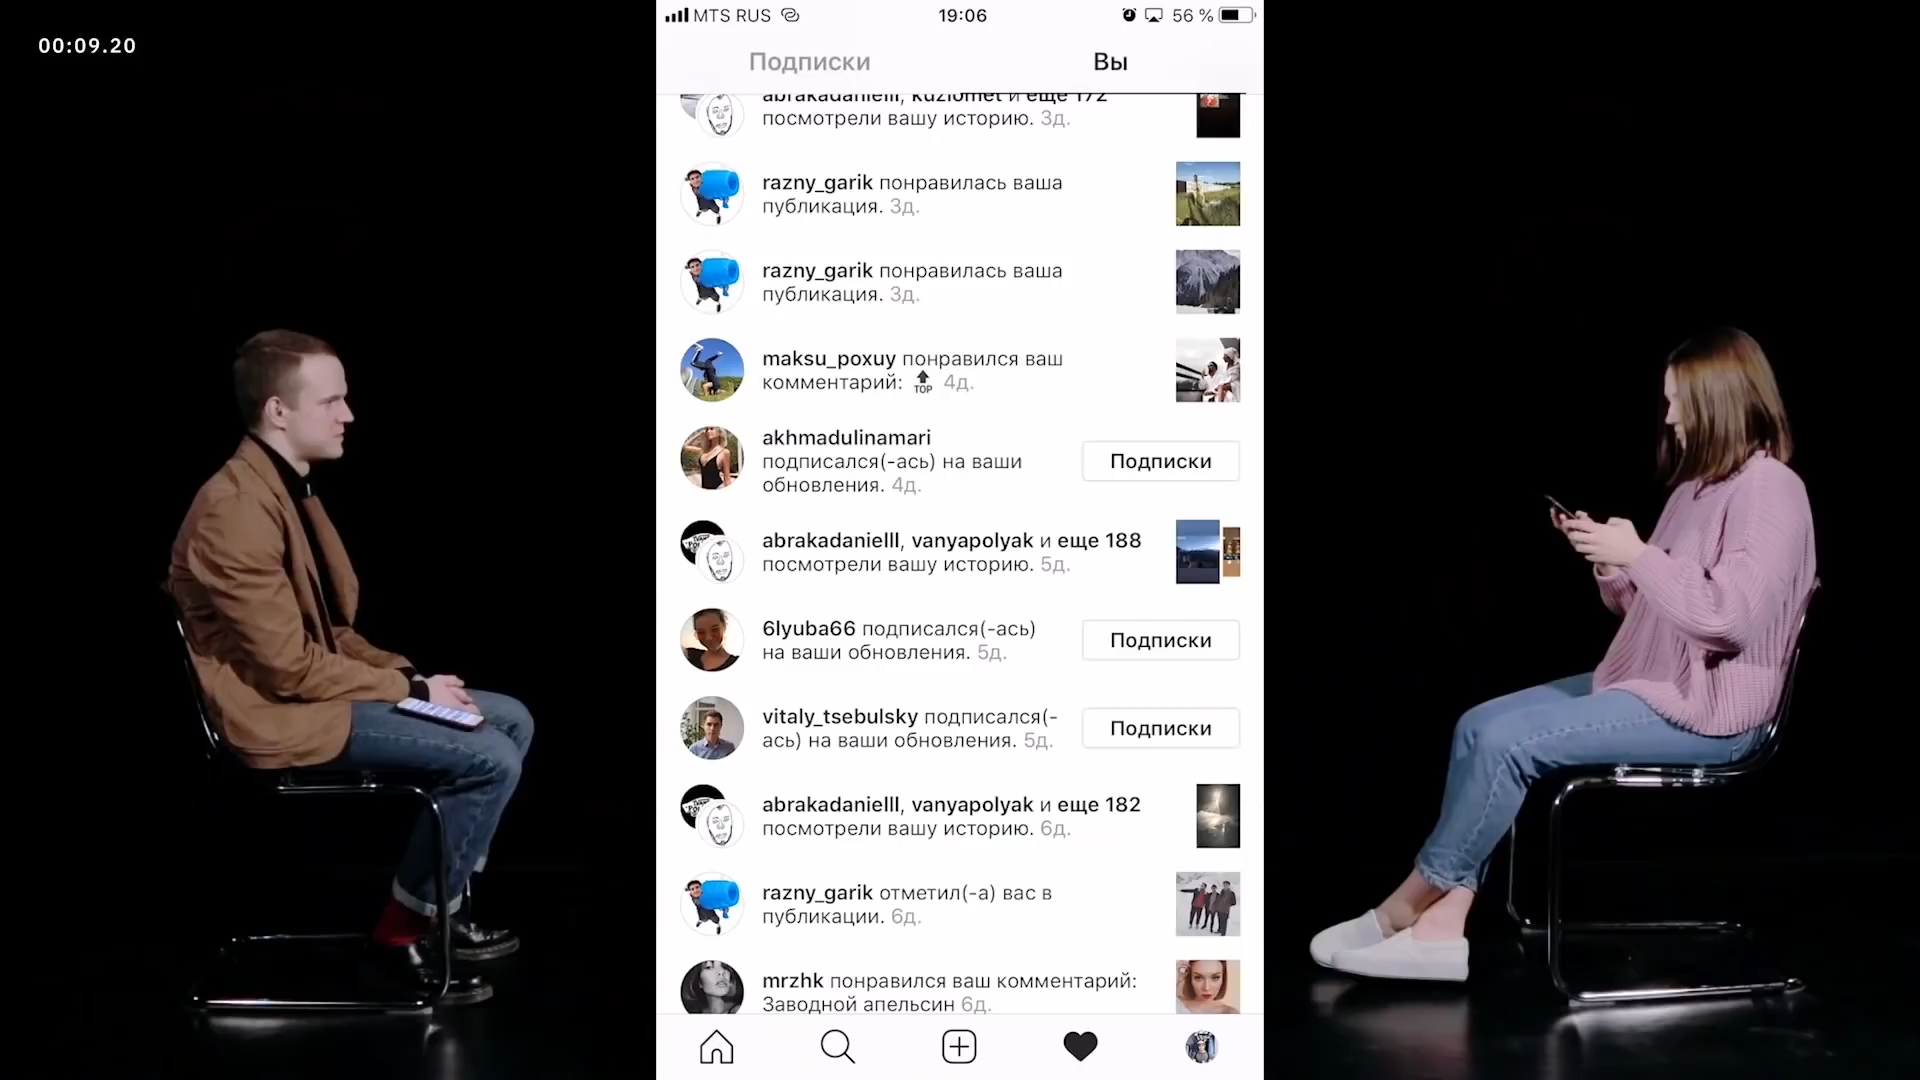 00:09.20
MTS RUS
19:06
56 %
Подписки
Вы
abrakadanielll, kuzlomet и еще 172
посмотрели вашу историю. 3д.
razny_garik понравилась ваша
публикация. 3д.
razny_garik понравилась ваша
публикация. 3д.
maksu_poxuy понравился ваш
комментарий: TOP 4д.
akhmadulinamari
подписался(-ась) на ваши
обновления. 4д.
Подписки
abrakadanielll, vanyapolyak и еще 188
посмотрели вашу историю. 5д.
6lyuba66 подписался(-ась)
на ваши обновления. 5д.
Подписки
vitaly_tsebulsky подписался(-
ась) на ваши обновления. 5д.
Подписки
abrakadanielll, vanyapolyak и еще 182
посмотрели вашу историю. 6д.
razny_garik отметил(-а) вас в
публикации. 6д.
mrzhk понравился ваш комментарий:
Заводной апельсин 6д.